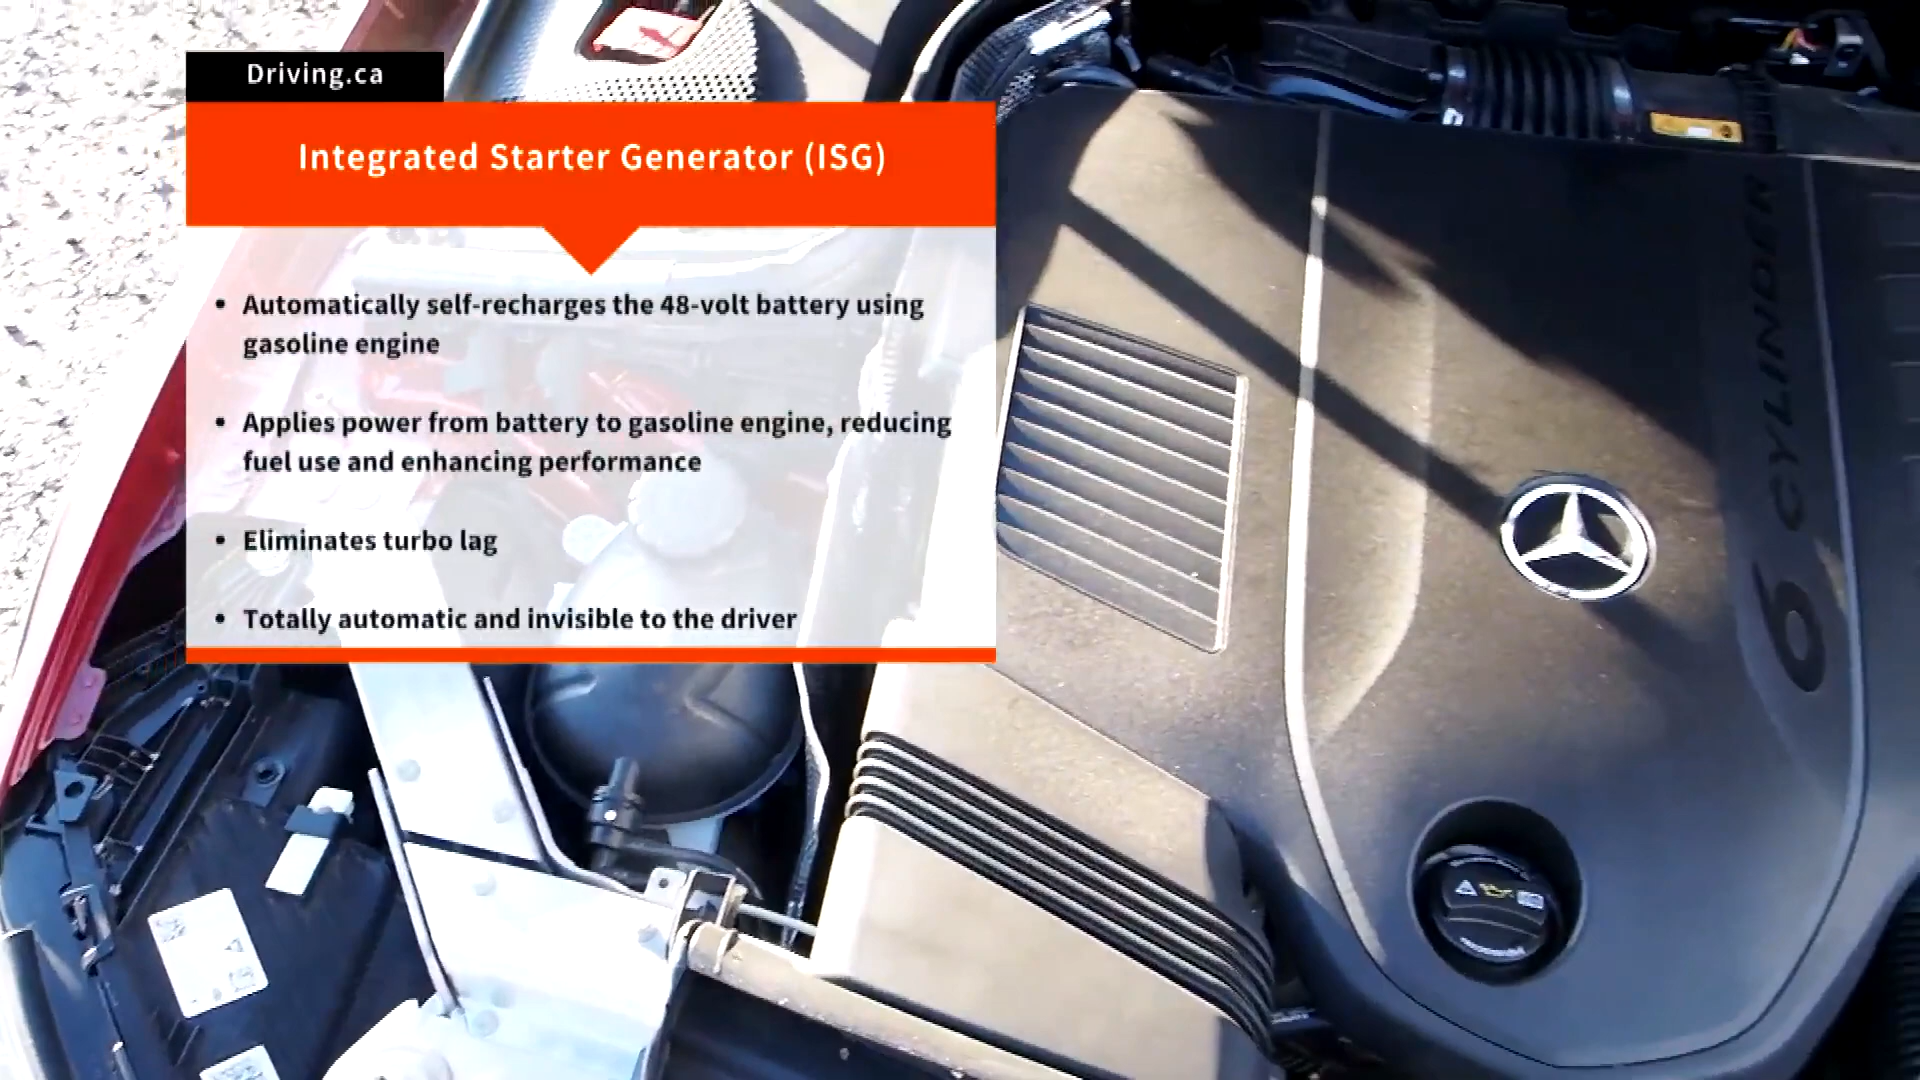 Driving.ca
Integrated Starter Generator (ISG)
• Automatically self-recharges the 48-volt battery using
gasoline engine
• Applies power from battery to gasoline engine, reducing
fuel use and enhancing performance
• Eliminates turbo lag
• Totally automatic and invisible to the driver
6 CYLINDER